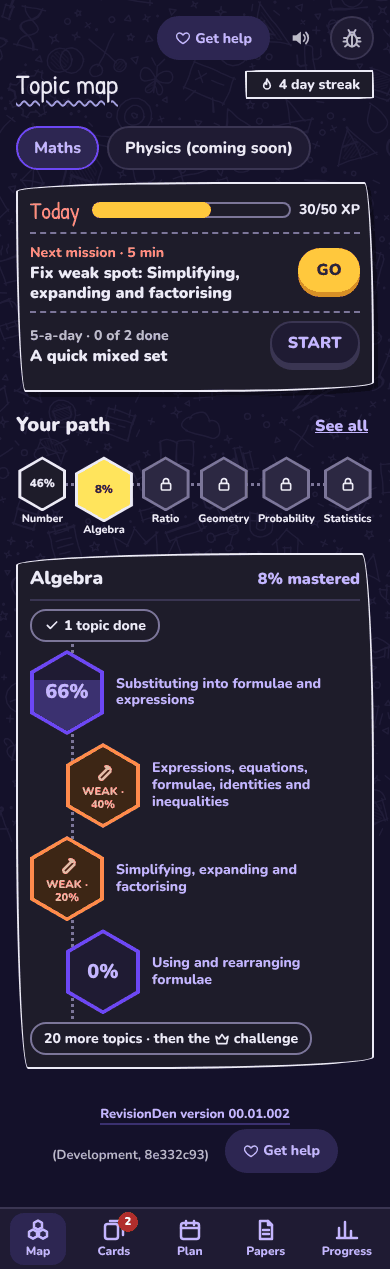 Get help
Topic map
4 day streak
Maths
Physics (coming soon)
Today
30/50 XP
Next mission · 5 min
Fix weak spot: Simplifying,
expanding and factorising
GO
5-a-day · 0 of 2 done
A quick mixed set
START
Your path
See all
46%
8%
Number
Algebra
Ratio
Geometry
Probability
Statistics
Algebra
8% mastered
1 topic done
66%
Substituting into formulae and
expressions
WEAK ·
40%
Expressions, equations,
formulae, identities and
inequalities
WEAK ·
20%
Simplifying, expanding and
factorising
0%
Using and rearranging
formulae
20 more topics · then the challenge
RevisionDen version 00.01.002
(Development, 8e332c93)
Get help
2
Map
Cards
Plan
Papers
Progress